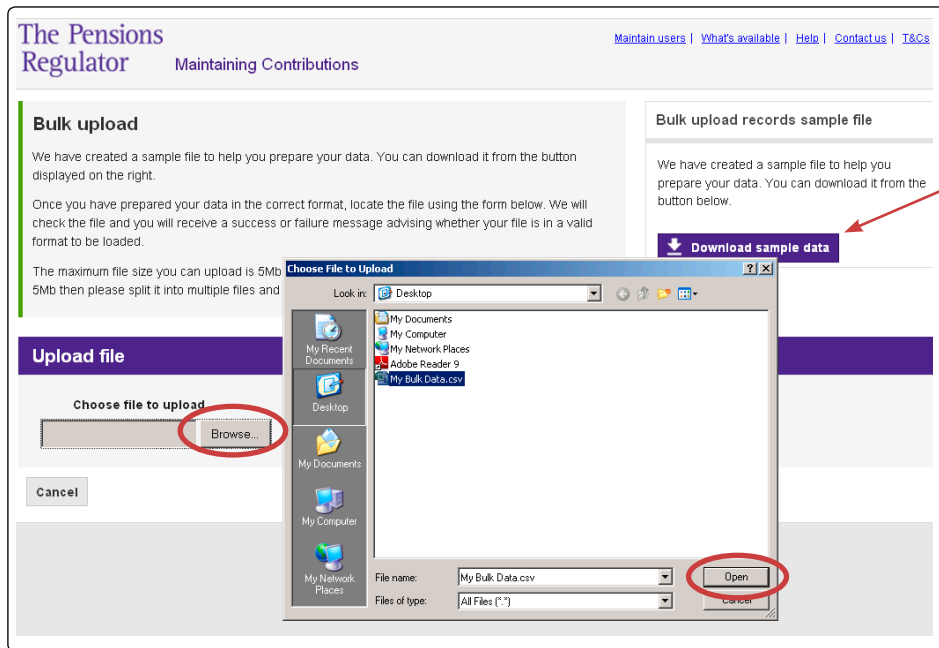 The Pensions
Regulator
Maintaining Contributions
Maintain users | What's available | Help | Contact us | T&Cs
Bulk upload
We have created a sample file to help you prepare your data. You can download it from the button
displayed on the right.
Once you have prepared your data in the correct format, locate the file using the form below. We will
check the file and you will receive a success or failure message advising whether your file is in a valid
format to be loaded.
The maximum file size you can upload is 5Mb
5Mb then please split it into multiple files and
Bulk upload records sample file
We have created a sample file to help you
prepare your data. You can download it from the
button below.
Download sample data
Upload file
Choose file to upload
Browse...
Cancel
Choose File to Upload
Look in:
Desktop
My Recent
Documents
Desktop
My Documents
My Computer
My Network
Places
My Documents
My Computer
My Network Places
Adobe Reader 9
My Bulk Data.csv
File name:
My Bulk Data.csv
Open
Files of type:
All Files (*.*)
Cancel